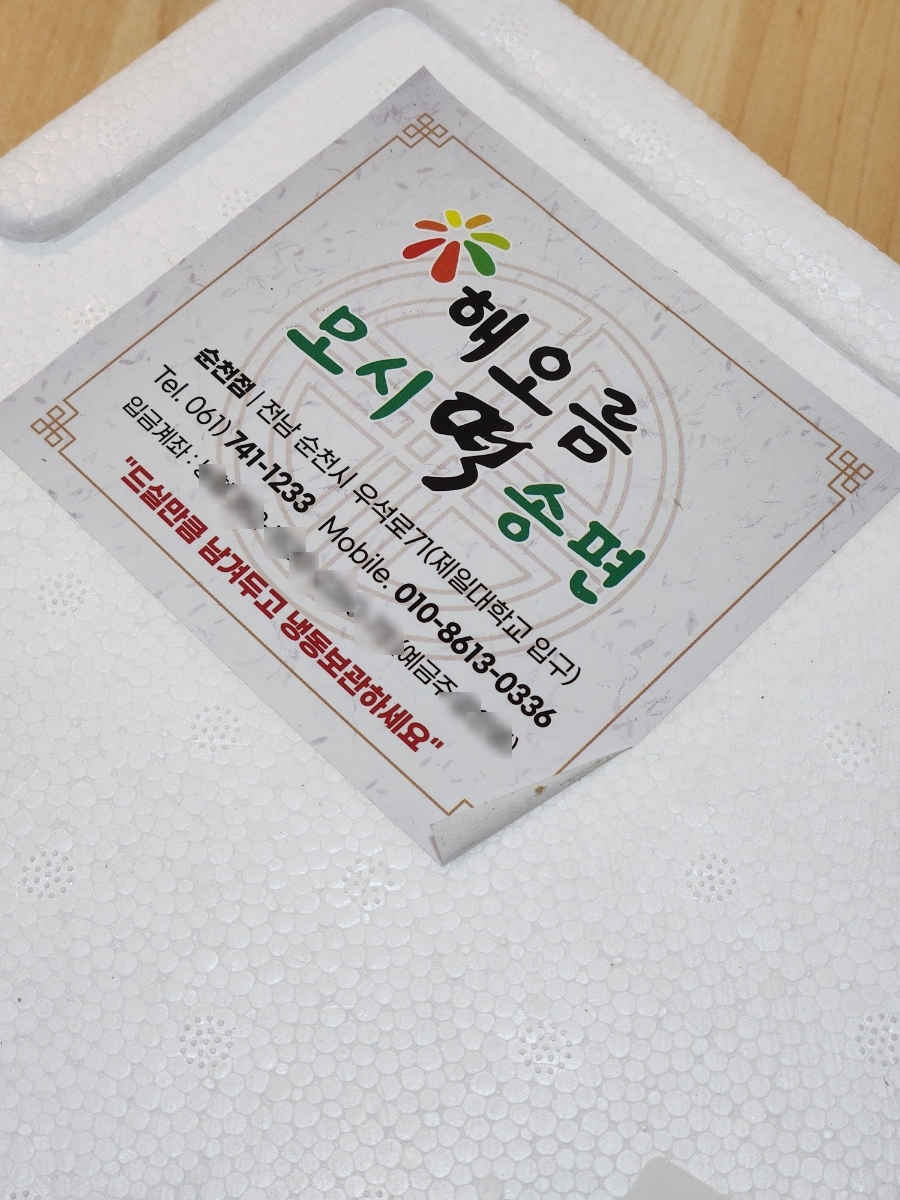 해오름
모시떡송편
순천점 | 전남 순천시 우석로71(제일대학교 입구)
Tel. 061) 741-1233 Mobile. 010-8613-0336
입금계좌 : (예금주
"드실만큼 남겨두고 냉동보관하세요"